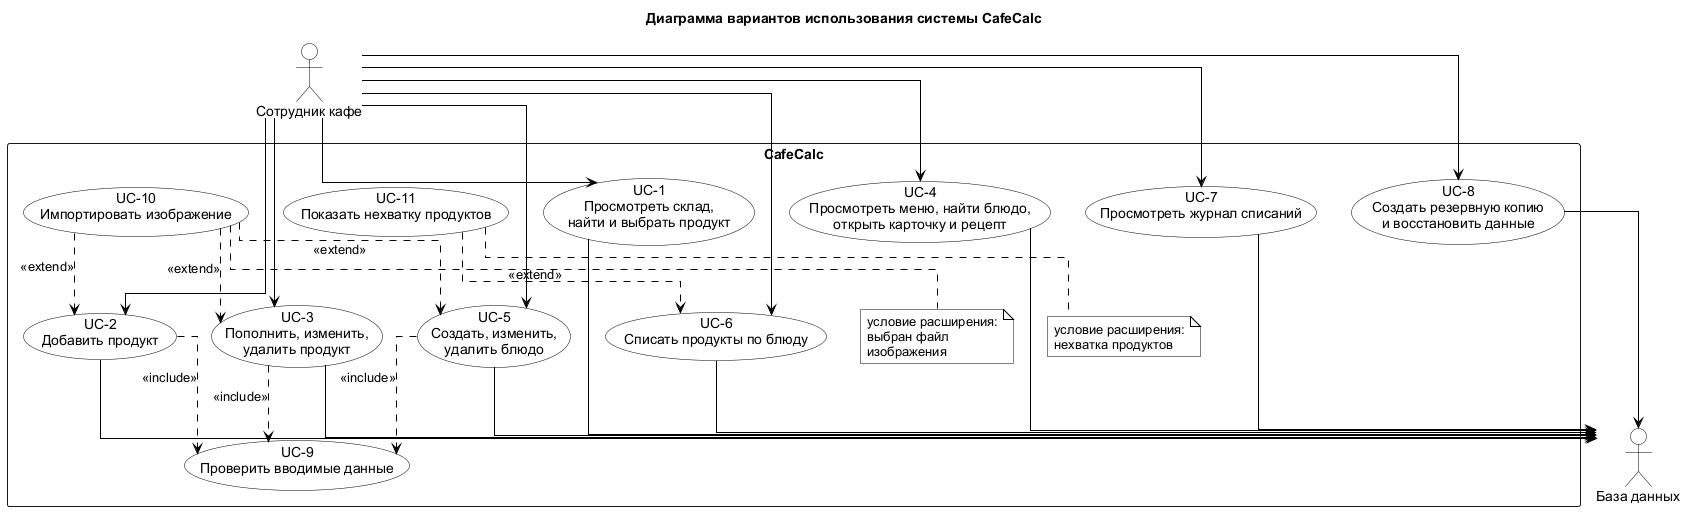 Диаграмма вариантов использования системы CafeCalc
Сотрудник кафе
CafeCalc
UC-10
Импортировать изображение
UC-11
Показать нехватку продуктов
UC-1
Просмотреть склад,
найти и выбрать продукт
UC-4
Просмотреть меню, найти блюдо,
открыть карточку и рецепт
UC-7
Просмотреть журнал списаний
UC-8
Создать резервную копию
и восстановить данные
«extend»
«extend»
«extend»
«extend»
UC-2
Добавить продукт
UC-3
Пополнить, изменить,
удалить продукт
UC-5
Создать, изменить,
удалить блюдо
UC-6
Списать продукты по блюду
условие расширения:
выбран файл
изображения
условие расширения:
нехватка продуктов
«include»
«include»
«include»
UC-9
Проверить вводимые данные
База данных